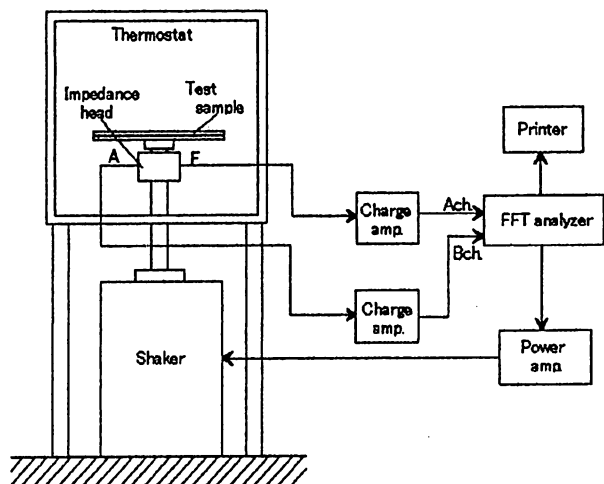 Thermostat
Impedance
head
Test
sample
A
F
Charge
amp.
Ach.
Bch.
Charge
amp.
FFT analyzer
Printer
Power
amp.
Shaker